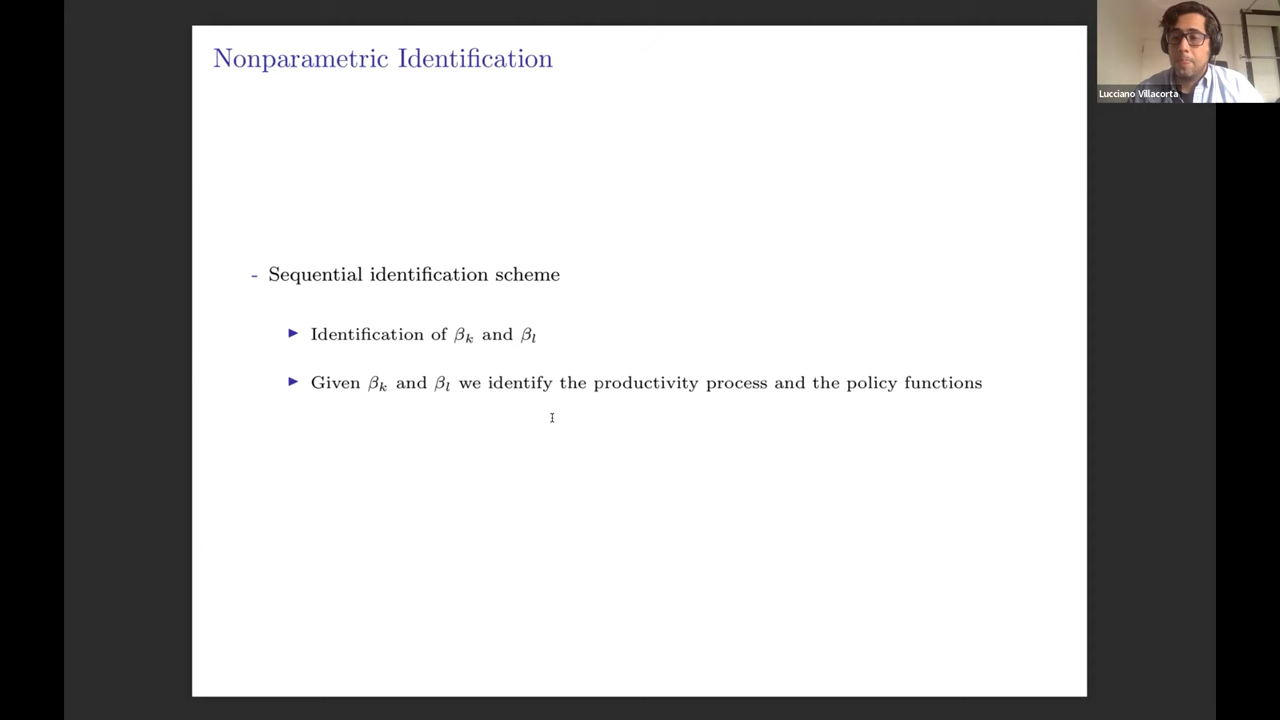 Nonparametric Identification
Lucciano Villacorta
- Sequential identification scheme
▶ Identification of βk and βl
▶ Given βk and βl we identify the productivity process and the policy functions